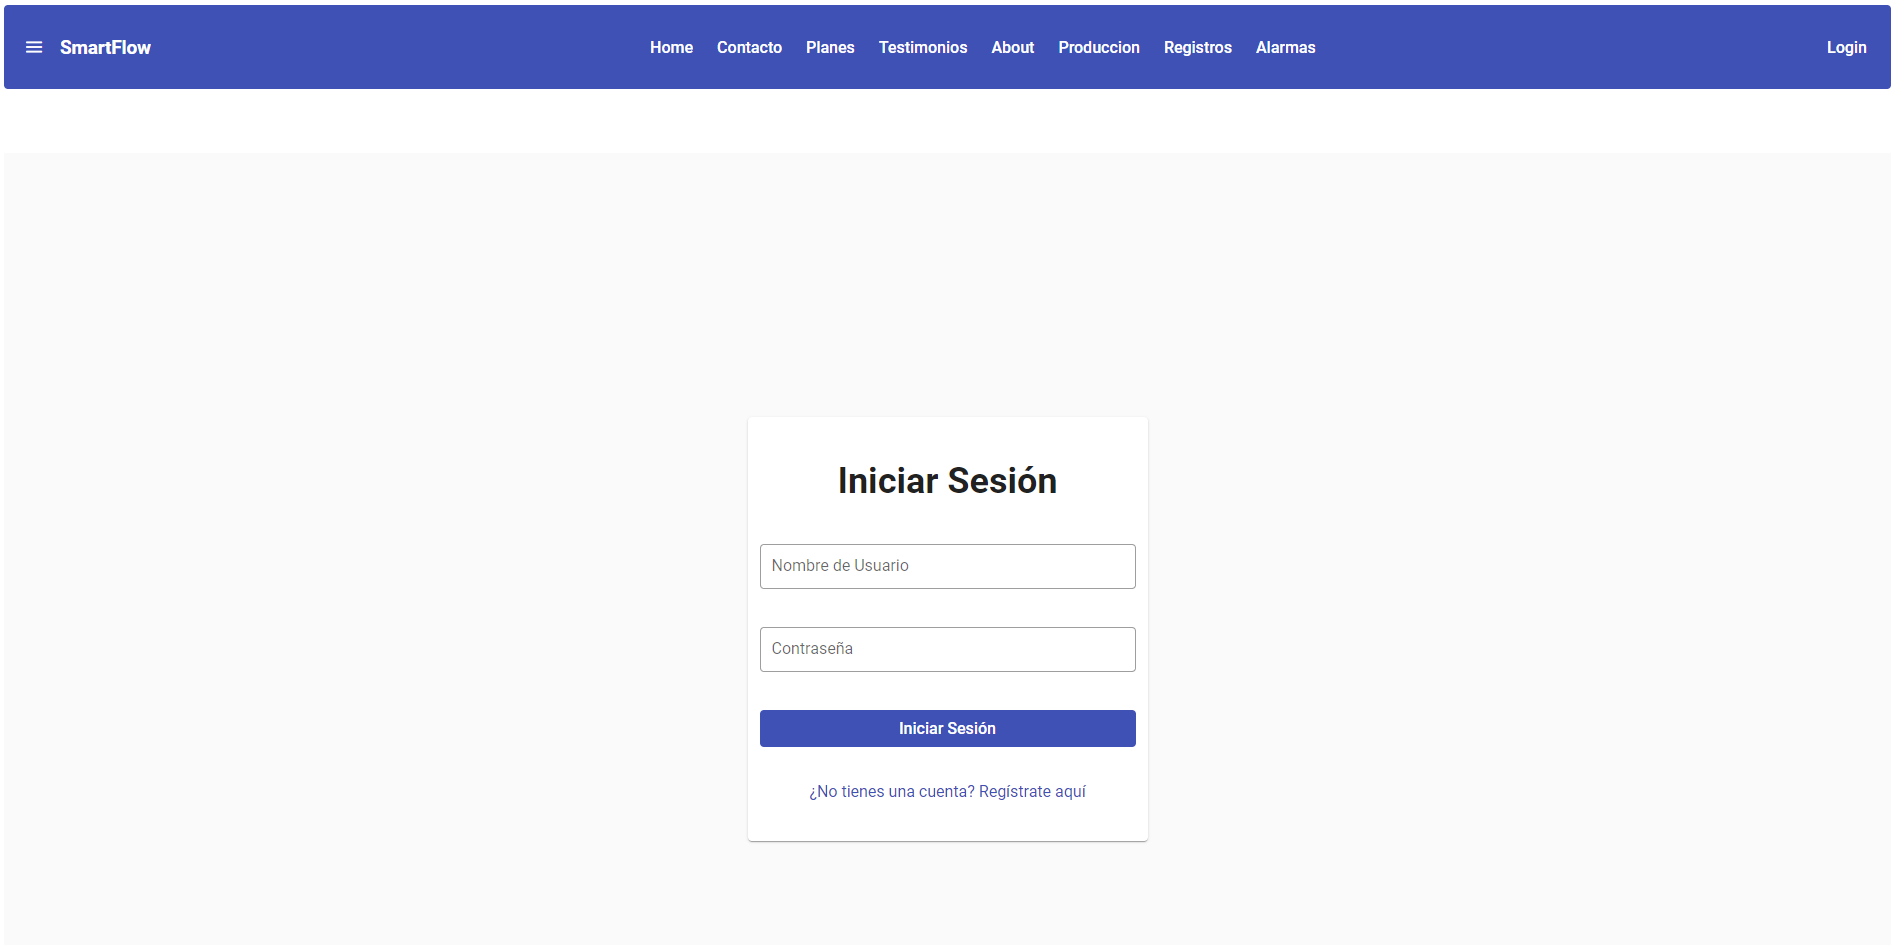 SmartFlow Home Contacto Planes Testimonios About Produccion Registros Alarmas Login
Iniciar Sesión
Nombre de Usuario
Contraseña
Iniciar Sesión
¿No tienes una cuenta? Regístrate aquí